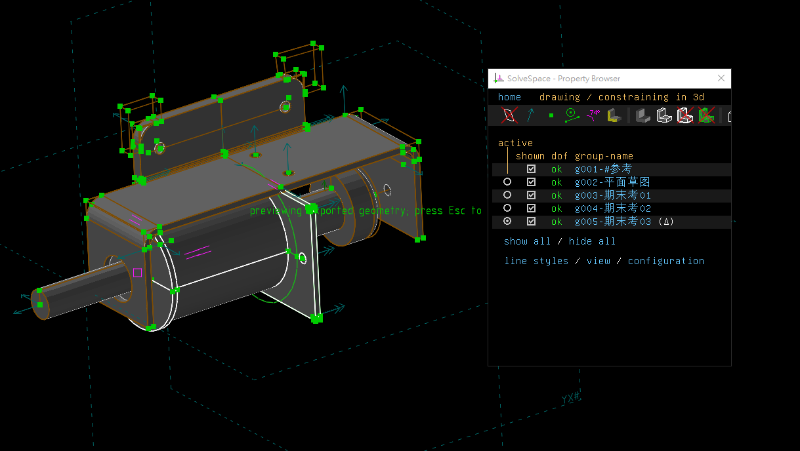 SolveSpace - Property Browser
home drawing / constraining in 3d
active
shown dof group-name
ok g001-#参考
ok g002-平面草图
ok g003-期末考01
ok g004-期末考02
ok g005-期末考03 (Δ)
show all / hide all
line styles / view / configuration
previewing ported geometry; press Esc to